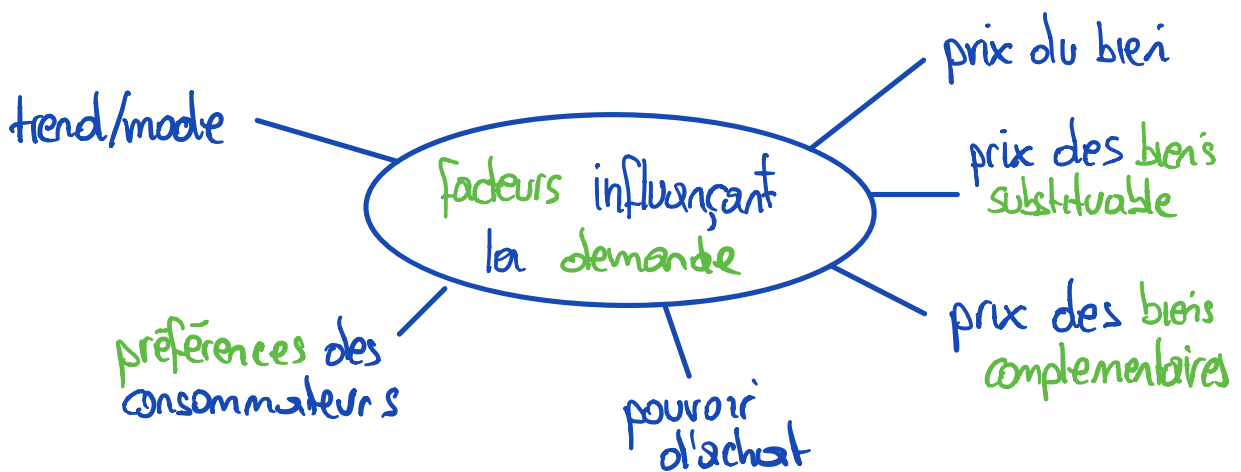 prix du bien
trend/mode
prix des biens
substituable
facteurs influançant
la demande
prix des biens
complementaires
préférences des
consommateurs
pouvoir
d'achat